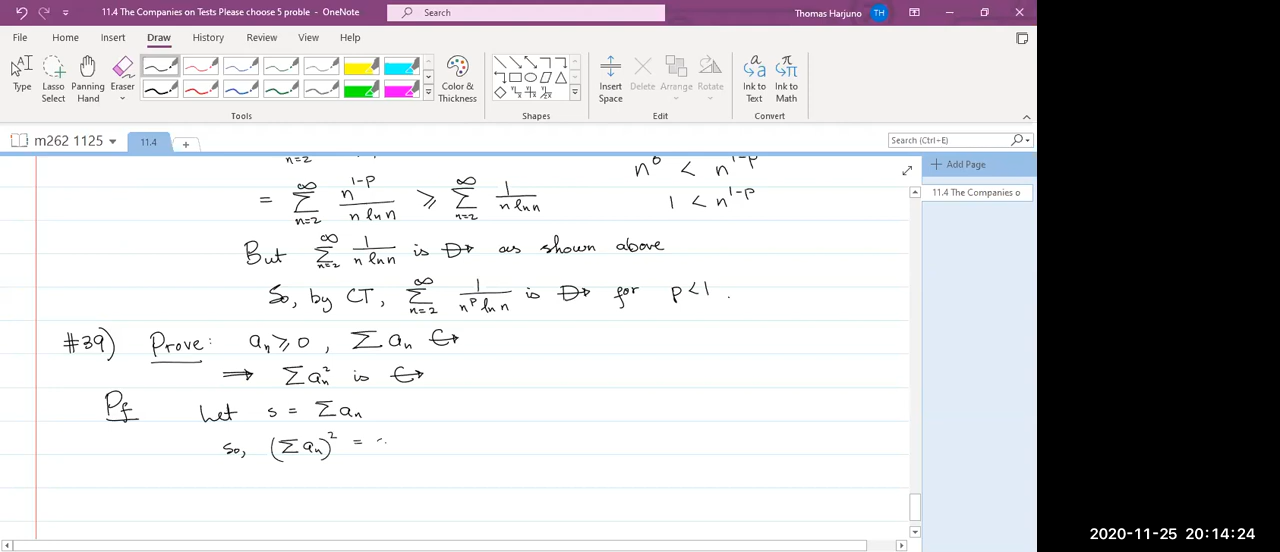 11.4 The Companies on Tests Please choose 5 proble - OneNote
Search
Thomas Harjuno
TH
File Home Insert Draw History Review View Help
Type
Lasso Select
Panning Hand
Eraser
Color & Thickness
Insert Space
Delete
Arrange
Rotate
Ink to Text
Ink to Math
Tools
Shapes
Edit
Convert
m262 1125
11.4
Search (Ctrl+E)
Add Page
11.4 The Companies o
n=2
n^0 < n^{1-p}
= ∑_{n=2}^∞ n^{1-p}/(n ln n) ≥ ∑_{n=2}^∞ 1/(n ln n)
1 < n^{1-p}
But ∑_{n=2}^∞ 1/(n ln n) is D→ as shown above
So, by CT, ∑_{n=2}^∞ 1/(n^p ln n) is D→ for p<1.
#39) Prove: a_n ≥ 0, ∑ a_n C→
⟹ ∑ a_n^2 is C→
Pf Let s = ∑ a_n
so, (∑ a_n)^2 =
2020-11-25 20:14:24